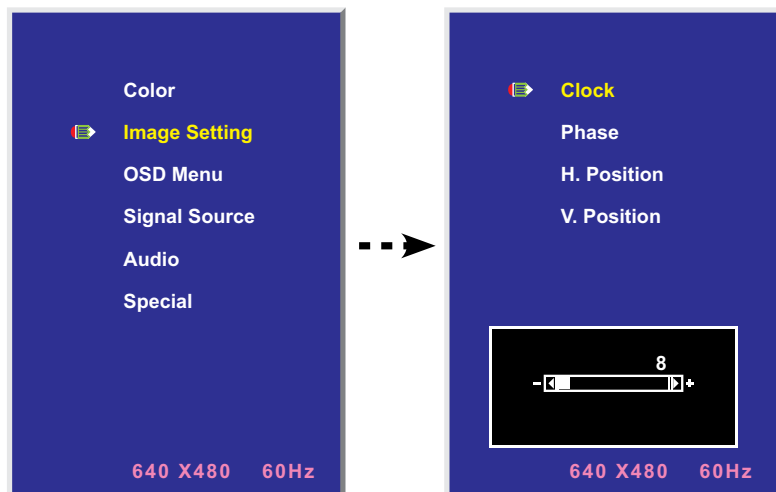 Color
Image Setting
OSD Menu
Signal Source
Audio
Special
640 X480 60Hz
Clock
Phase
H. Position
V. Position
8
- +
640 X480 60Hz